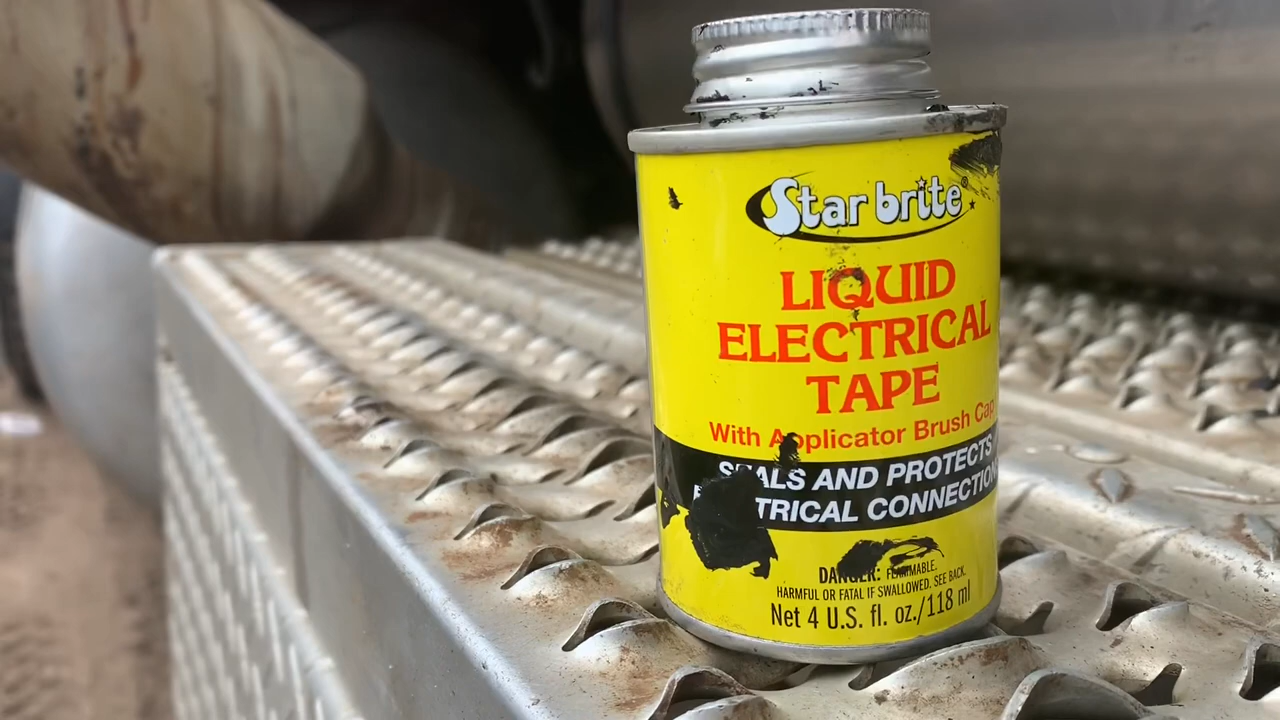 Star brite®
LIQUID
ELECTRICAL
TAPE
With Applicator Brush Cap
SEALS AND PROTECTS
TRICAL CONNECTION
DANGER: FLAMMABLE.
HARMFUL OR FATAL IF SWALLOWED. SEE BACK.
Net 4 U.S. fl. oz./118 ml